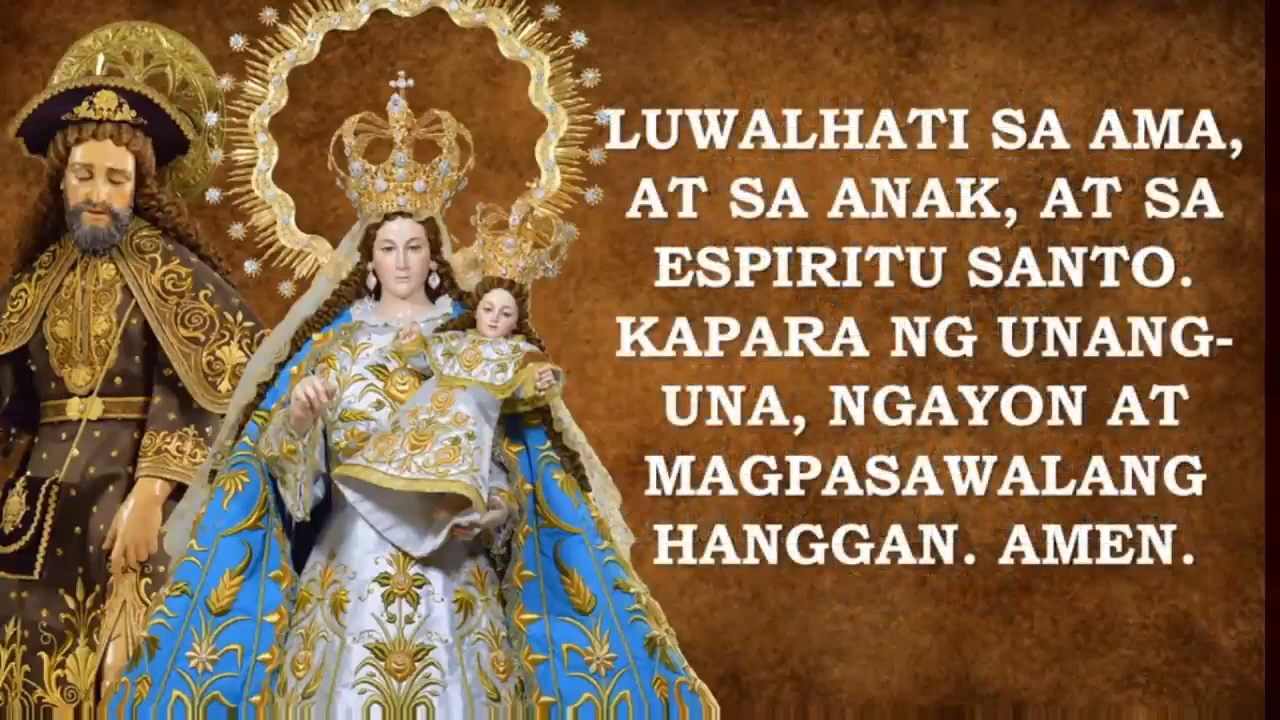 LUWALHATI SA AMA,
AT SA ANAK, AT SA
ESPIRITU SANTO.
KAPARA NG UNANG-
UNA, NGAYON AT
MAGPASAWALANG
HANGGAN. AMEN.